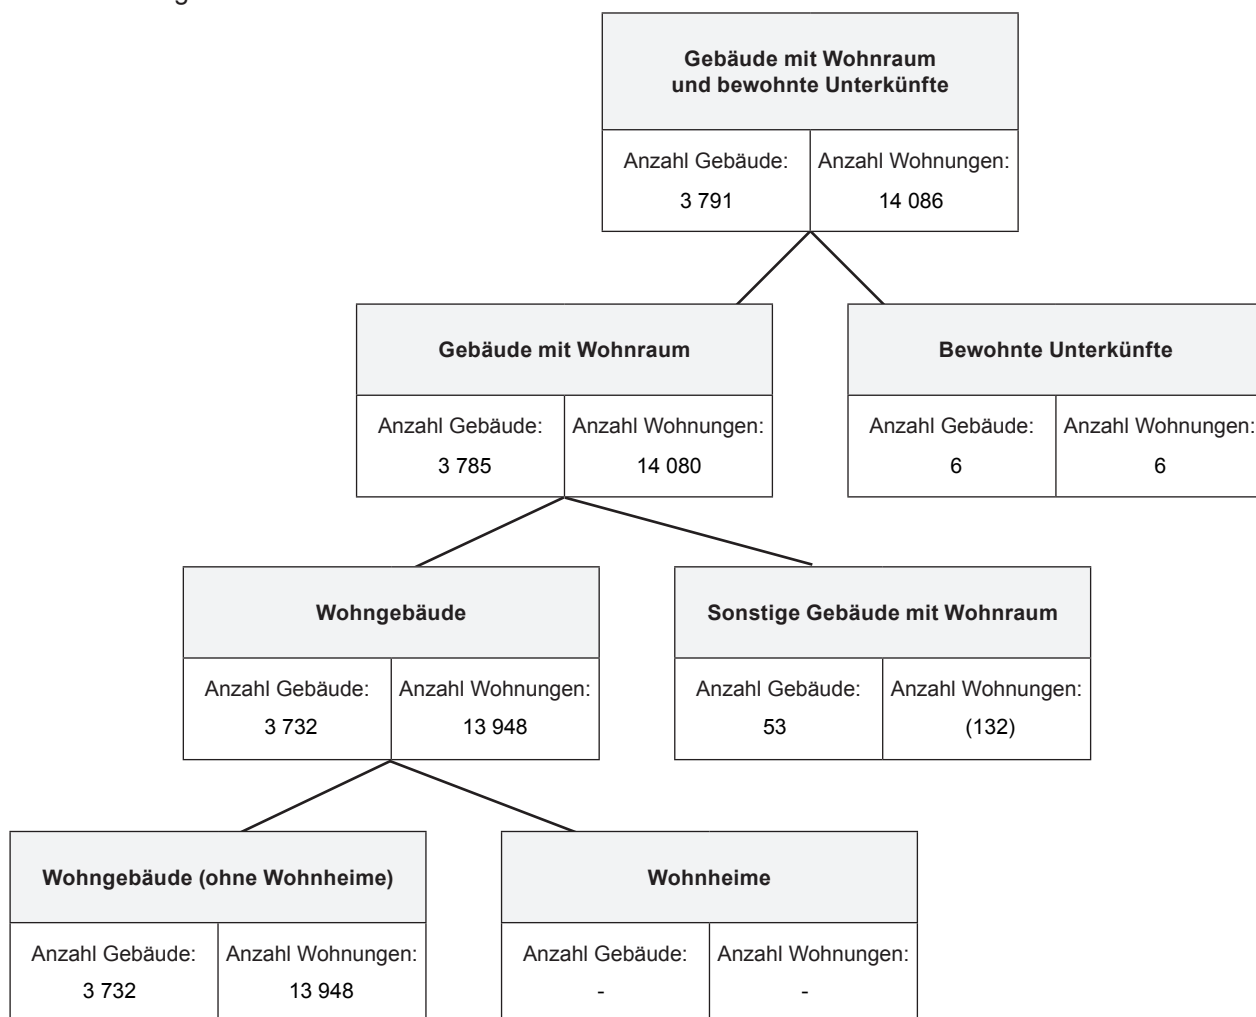 Gebäude mit Wohnraum
und bewohnte Unterkünfte
Anzahl Gebäude: Anzahl Wohnungen:
3 791 14 086
Gebäude mit Wohnraum
Bewohnte Unterkünfte
Anzahl Gebäude: Anzahl Wohnungen:
3 785 14 080
Anzahl Gebäude: Anzahl Wohnungen:
6 6
Wohngebäude
Sonstige Gebäude mit Wohnraum
Anzahl Gebäude: Anzahl Wohnungen:
3 732 13 948
Anzahl Gebäude: Anzahl Wohnungen:
53 (132)
Wohngebäude (ohne Wohnheime)
Wohnheime
Anzahl Gebäude: Anzahl Wohnungen:
3 732 13 948
Anzahl Gebäude: Anzahl Wohnungen:
- -